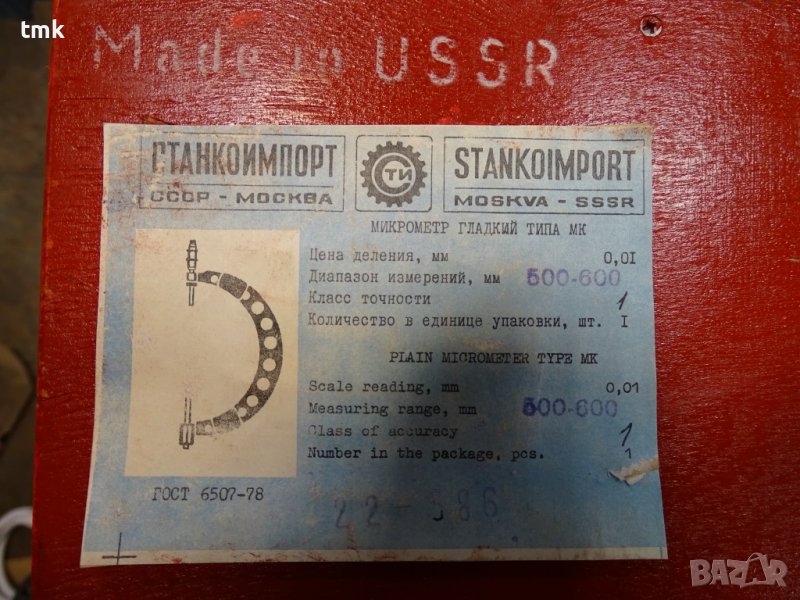 tmk
Made in USSR
СТАНКОИМПОРТ
СССР - МОСКВА
СТИ
STANKOIMPORT
MOSKVA - SSSR
МИКРОМЕТР ГЛАДКИЙ ТИПА МК
Цена деления, мм 0,0I
Диапазон измерений, мм 500-600
Класс точности 1
Количество в единице упаковки, шт. I
PLAIN MICROMETER TYPE MK
Scale reading, mm 0,01
Measuring range, mm 500-600
Class of accuracy 1
Number in the package, pcs. 1
ГОСТ 6507-78
22-586
BAZAR